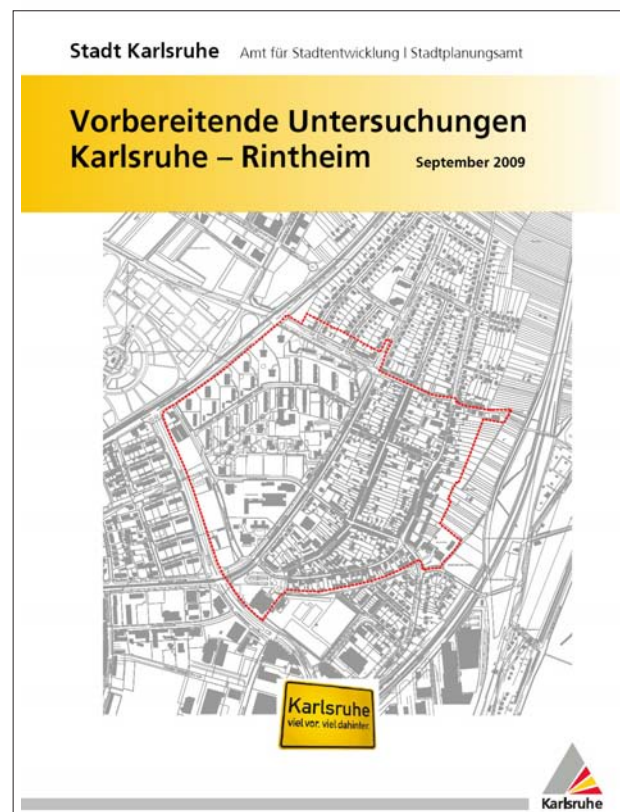 Stadt Karlsruhe Amt für Stadtentwicklung | Stadtplanungsamt
Vorbereitende Untersuchungen
Karlsruhe – Rintheim September 2009
Karlsruhe
viel vor. viel dahinter.
Karlsruhe